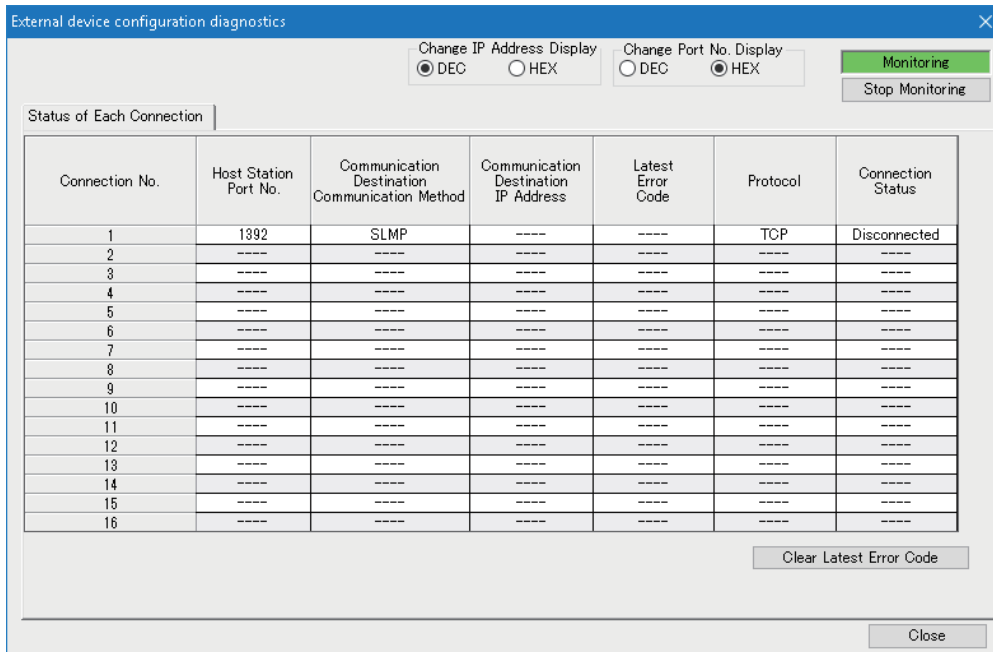 External device configuration diagnostics
Change IP Address Display
DEC HEX
Change Port No. Display
DEC HEX
Monitoring
Stop Monitoring
Status of Each Connection
Connection No. Host Station Port No. Communication Destination Communication Method Communication Destination IP Address Latest Error Code Protocol Connection Status
1 1392 SLMP ---- ---- TCP Disconnected
2 ---- ---- ---- ---- ---- ----
3 ---- ---- ---- ---- ---- ----
4 ---- ---- ---- ---- ---- ----
5 ---- ---- ---- ---- ---- ----
6 ---- ---- ---- ---- ---- ----
7 ---- ---- ---- ---- ---- ----
8 ---- ---- ---- ---- ---- ----
9 ---- ---- ---- ---- ---- ----
10 ---- ---- ---- ---- ---- ----
11 ---- ---- ---- ---- ---- ----
12 ---- ---- ---- ---- ---- ----
13 ---- ---- ---- ---- ---- ----
14 ---- ---- ---- ---- ---- ----
15 ---- ---- ---- ---- ---- ----
16 ---- ---- ---- ---- ---- ----
Clear Latest Error Code
Close